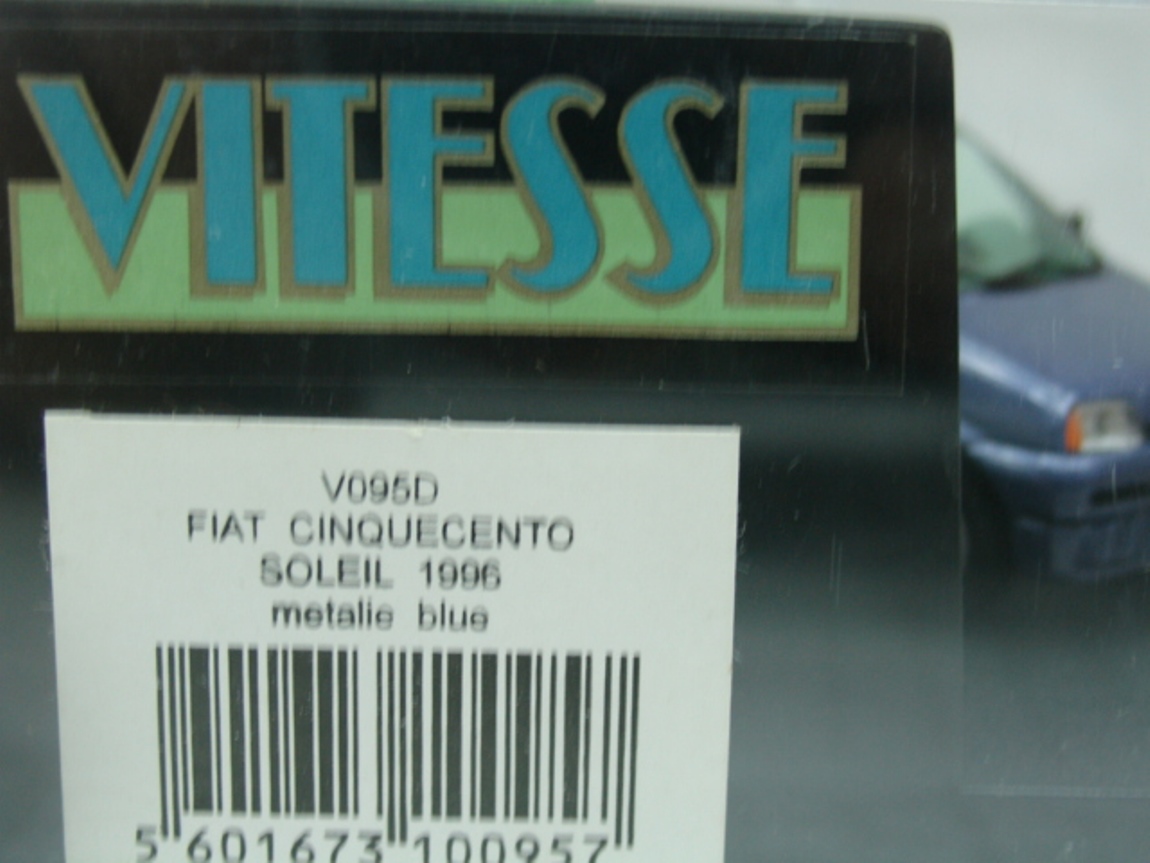 VITESSE
V095D
FIAT CINQUECENTO
SOLEIL 1996
metalie blue
5 601673 100957